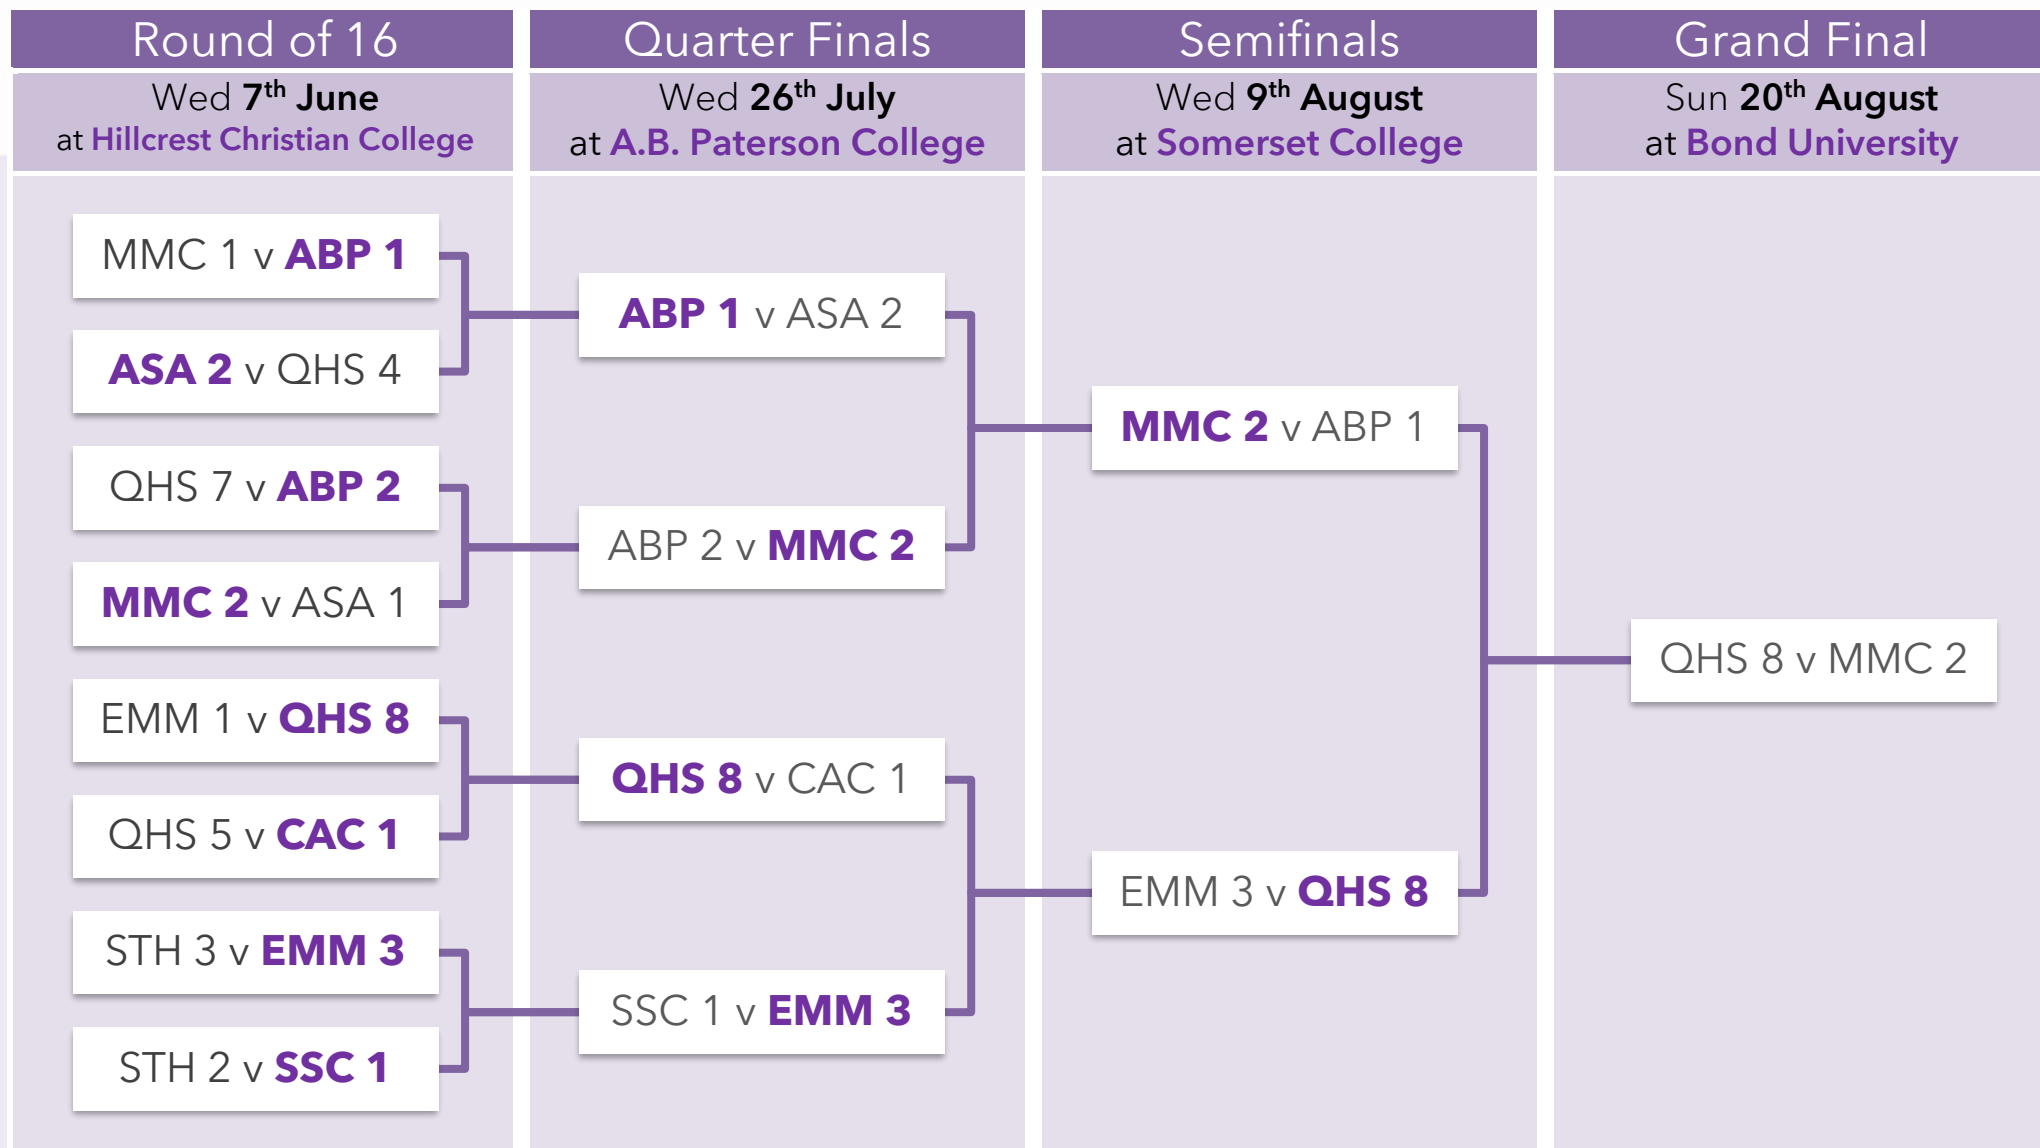 Round of 16
Wed 7th June
at Hillcrest Christian College
MMC 1 v ABP 1
ASA 2 v QHS 4
QHS 7 v ABP 2
MMC 2 v ASA 1
EMM 1 v QHS 8
QHS 5 v CAC 1
STH 3 v EMM 3
STH 2 v SSC 1
Quarter Finals
Wed 26th July
at A.B. Paterson College
ABP 1 v ASA 2
ABP 2 v MMC 2
QHS 8 v CAC 1
SSC 1 v EMM 3
Semifinals
Wed 9th August
at Somerset College
MMC 2 v ABP 1
EMM 3 v QHS 8
Grand Final
Sun 20th August
at Bond University
QHS 8 v MMC 2